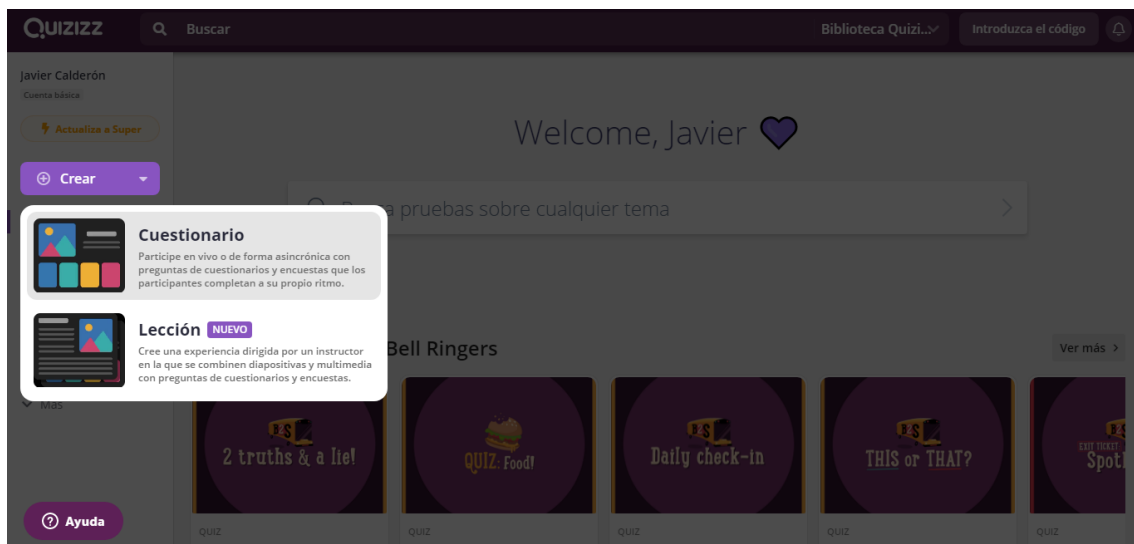 QUIZIZZ
Buscar
Biblioteca Quizi...
Introduzca el código
Javier Calderón
Cuenta básica
Actualiza a Super
Welcome, Javier
Crear
pruebas sobre cualquier tema
Cuestionario
Participe en vivo o de forma asincrónica con
preguntas de cuestionarios y encuestas que los
participantes completan a su propio ritmo.
Lección NUEVO
Cree una experiencia dirigida por un instructor
en la que se combinen diapositivas y multimedia
con preguntas de cuestionarios y encuestas.
Bell Ringers
Ver más
Más
2 truths & a lie!
QUIZ: Food!
Daily check-in
THIS or THAT?
EXIT TICKET
Spotl
Ayuda
QUIZ
QUIZ
QUIZ
QUIZ
QUIZ